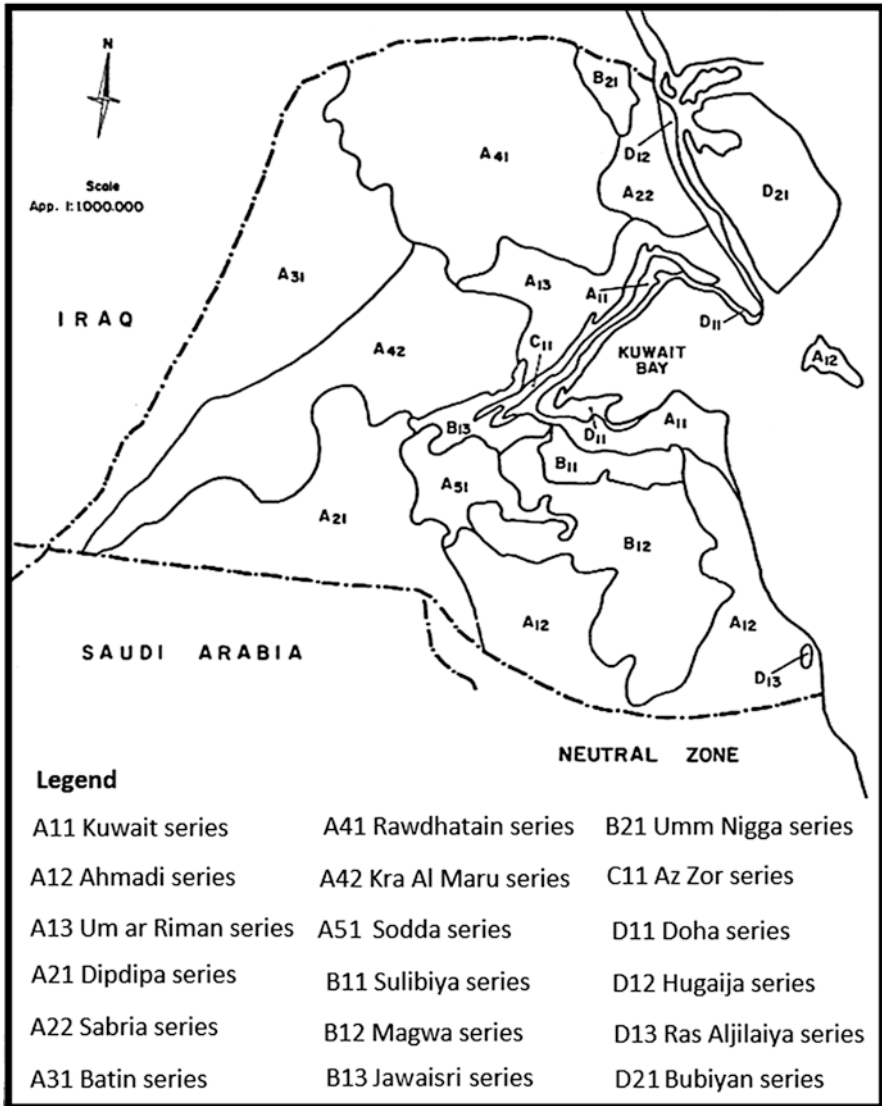 N
Scale
App. 1:1000.000
B21
A41
D12
A22
D21
A31
A13
A11
D11
IRAQ
C11
KUWAIT
BAY
A42
A12
B13
D11
A11
B11
A51
A21
B12
A12
A12
SAUDI ARABIA
D13
NEUTRAL ZONE
Legend
A11 Kuwait series
A12 Ahmadi series
A13 Um ar Riman series
A21 Dipdipa series
A22 Sabria series
A31 Batin series
A41 Rawdhatain series
A42 Kra Al Maru series
A51 Sodda series
B11 Sulibiya series
B12 Magwa series
B13 Jawaisri series
B21 Umm Nigga series
C11 Az Zor series
D11 Doha series
D12 Hugaija series
D13 Ras Aljilaiya series
D21 Bubiyan series